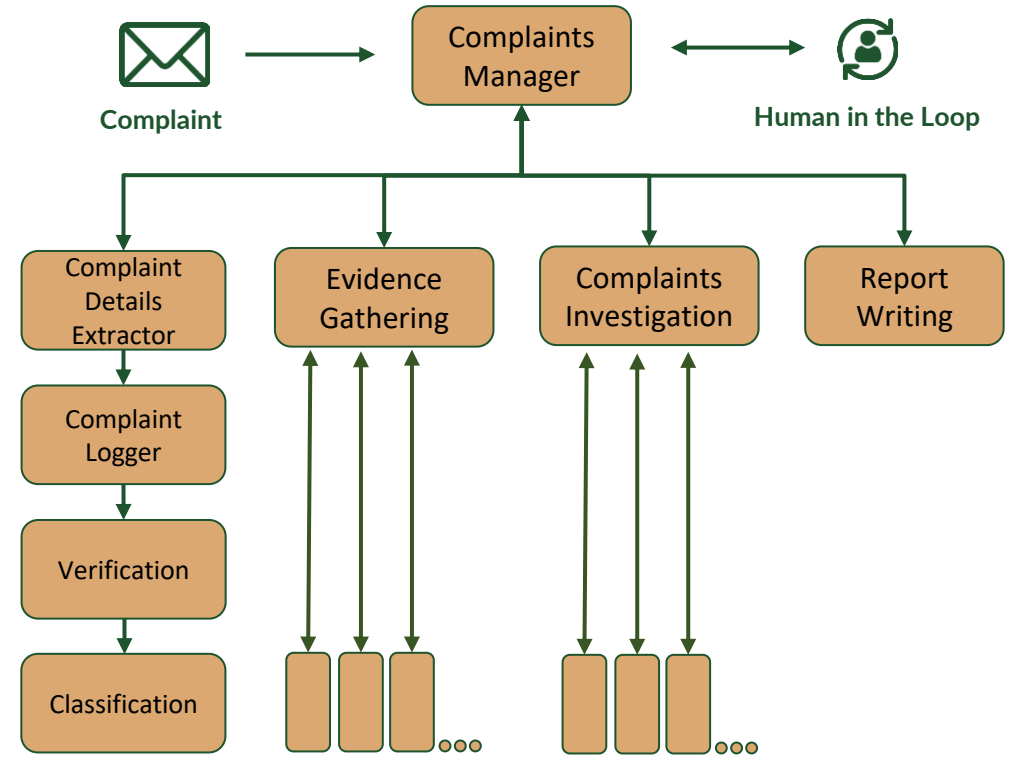 Complaints
Manager
Complaint
Human in the Loop
Complaint
Details
Extractor
Evidence
Gathering
Complaints
Investigation
Report
Writing
Complaint
Logger
Verification
Classification